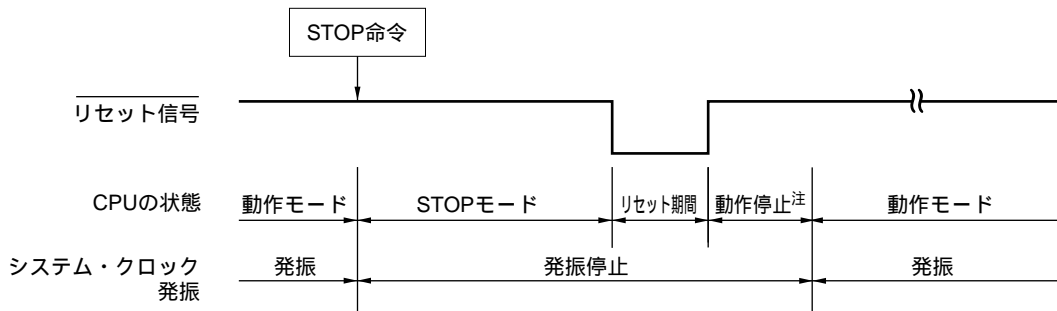 STOP命令
リセット信号
CPUの状態
動作モード
STOPモード
リセット期間
動作停止注
動作モード
システム・クロック
発振
発振
発振停止
発振